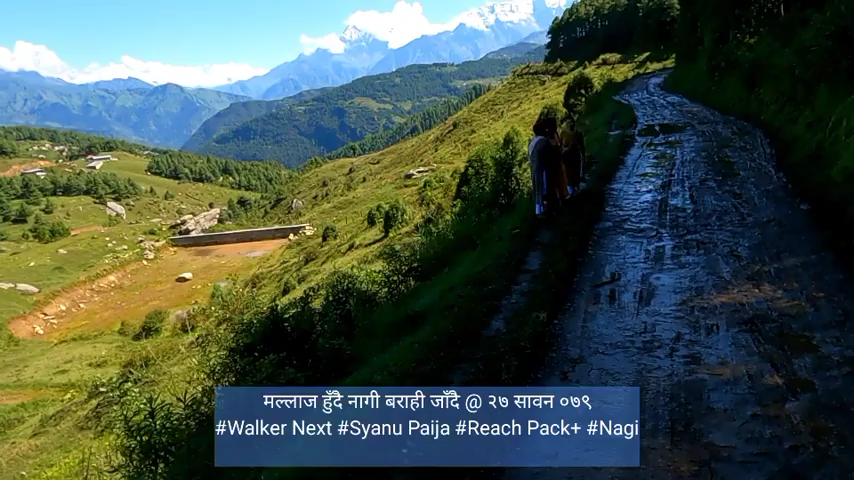 मल्लाज हुँदै नागी बराही जाँदै @ २७ सावन ०७९
#Walker Next #Syanu Paija #Reach Pack+ #Nagi